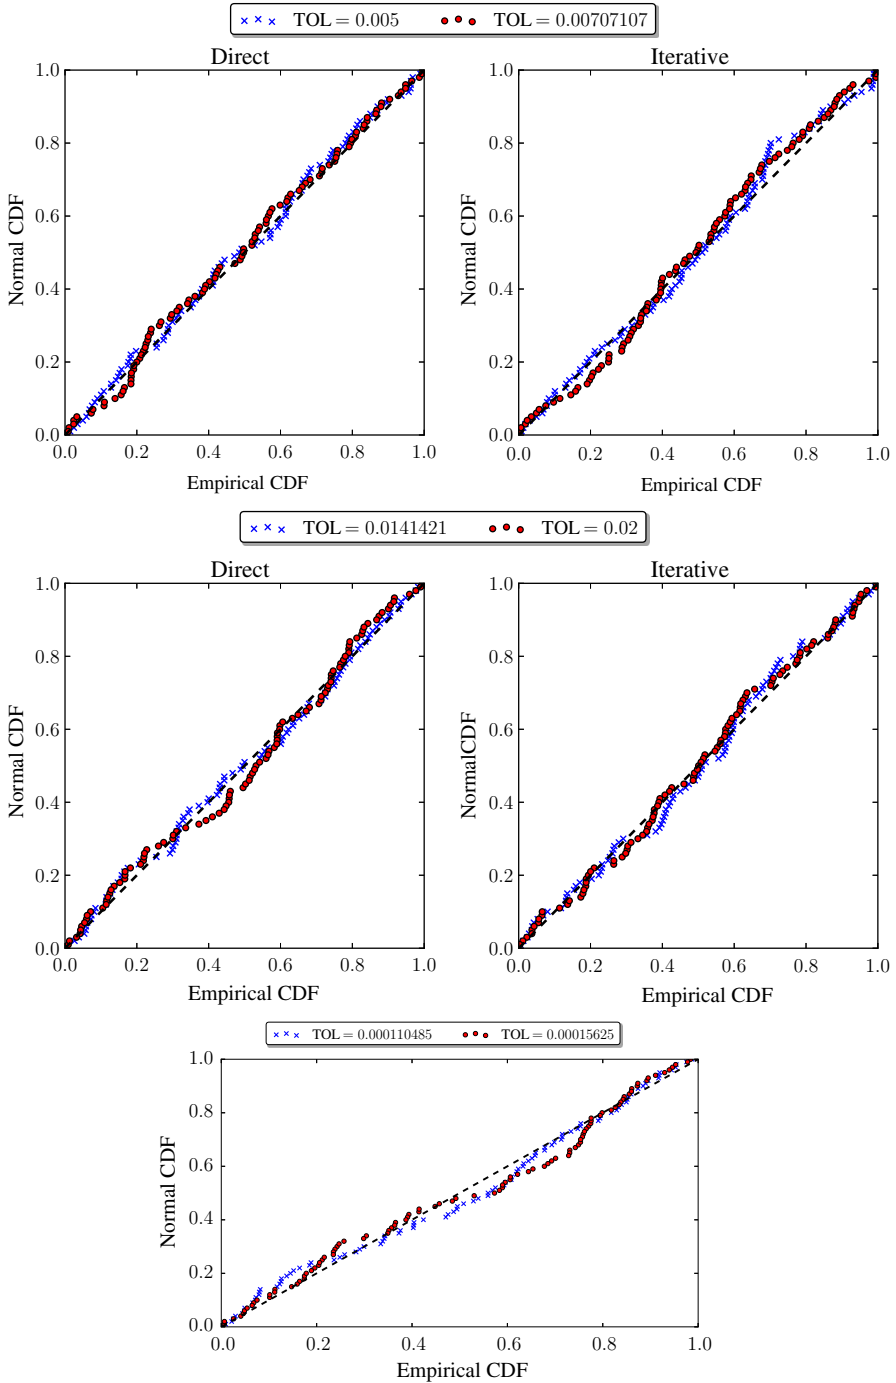 TOL = 0.005 TOL = 0.00707107
Direct Iterative
1.0 1.0
0.8 0.8
0.6 0.6
0.4 0.4
0.2 0.2
0.0 0.0
Normal CDF Normal CDF
0.0 0.2 0.4 0.6 0.8 1.0 0.0 0.2 0.4 0.6 0.8 1.0
Empirical CDF Empirical CDF
TOL = 0.0141421 TOL = 0.02
Direct Iterative
1.0 1.0
0.8 0.8
0.6 0.6
0.4 0.4
0.2 0.2
0.0 0.0
Normal CDF NormalCDF
0.0 0.2 0.4 0.6 0.8 1.0 0.0 0.2 0.4 0.6 0.8 1.0
Empirical CDF Empirical CDF
TOL = 0.000110485 TOL = 0.00015625
1.0
0.8
0.6
0.4
0.2
0.0
Normal CDF
0.0 0.2 0.4 0.6 0.8 1.0
Empirical CDF